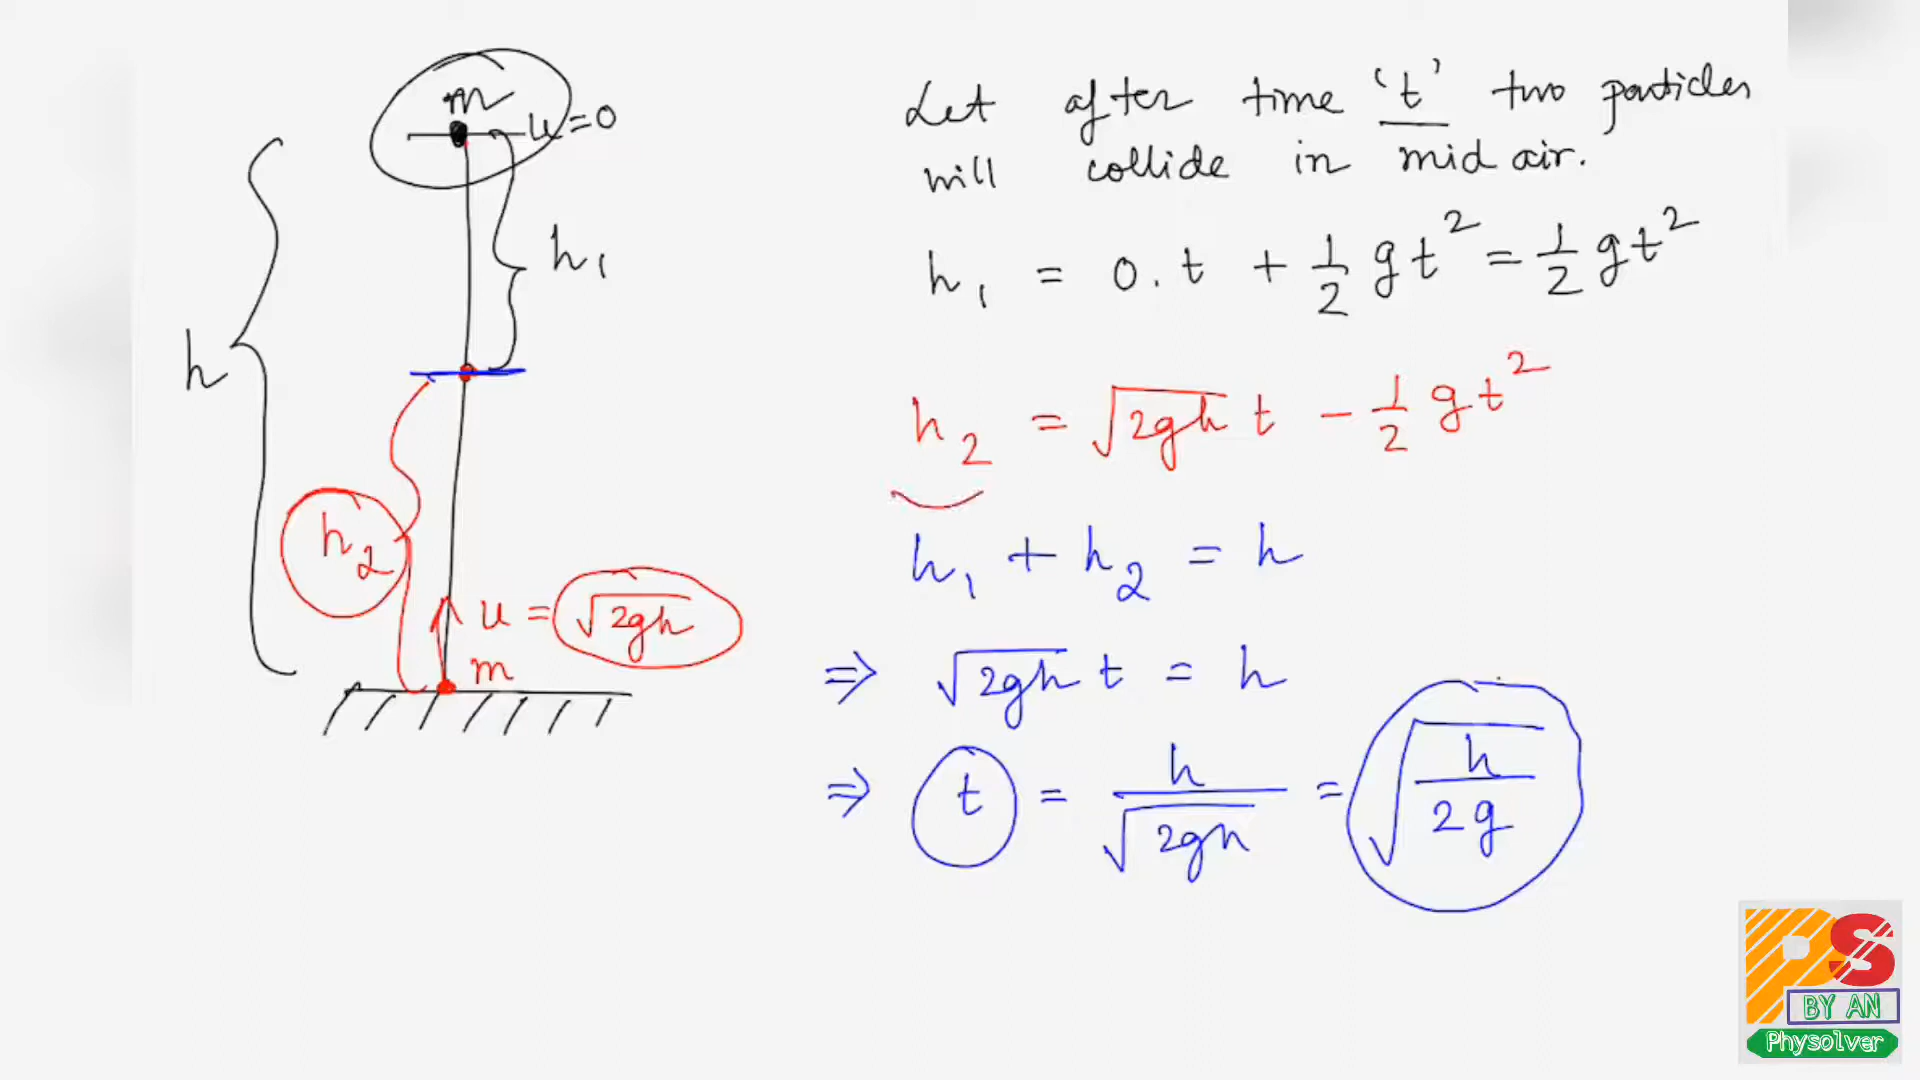 m
u = 0
h
h₁
h₂
u = √2gh
m
Let after time 't' two particles
will collide in mid air.
h₁ = 0.t + 1/2 gt² = 1/2 gt²
h₂ = √2gh t - 1/2 gt²
h₁ + h₂ = h
⇒ √2gh t = h
⇒ t = h/√2gh = √h/2g
PS
BY AN
Physolver